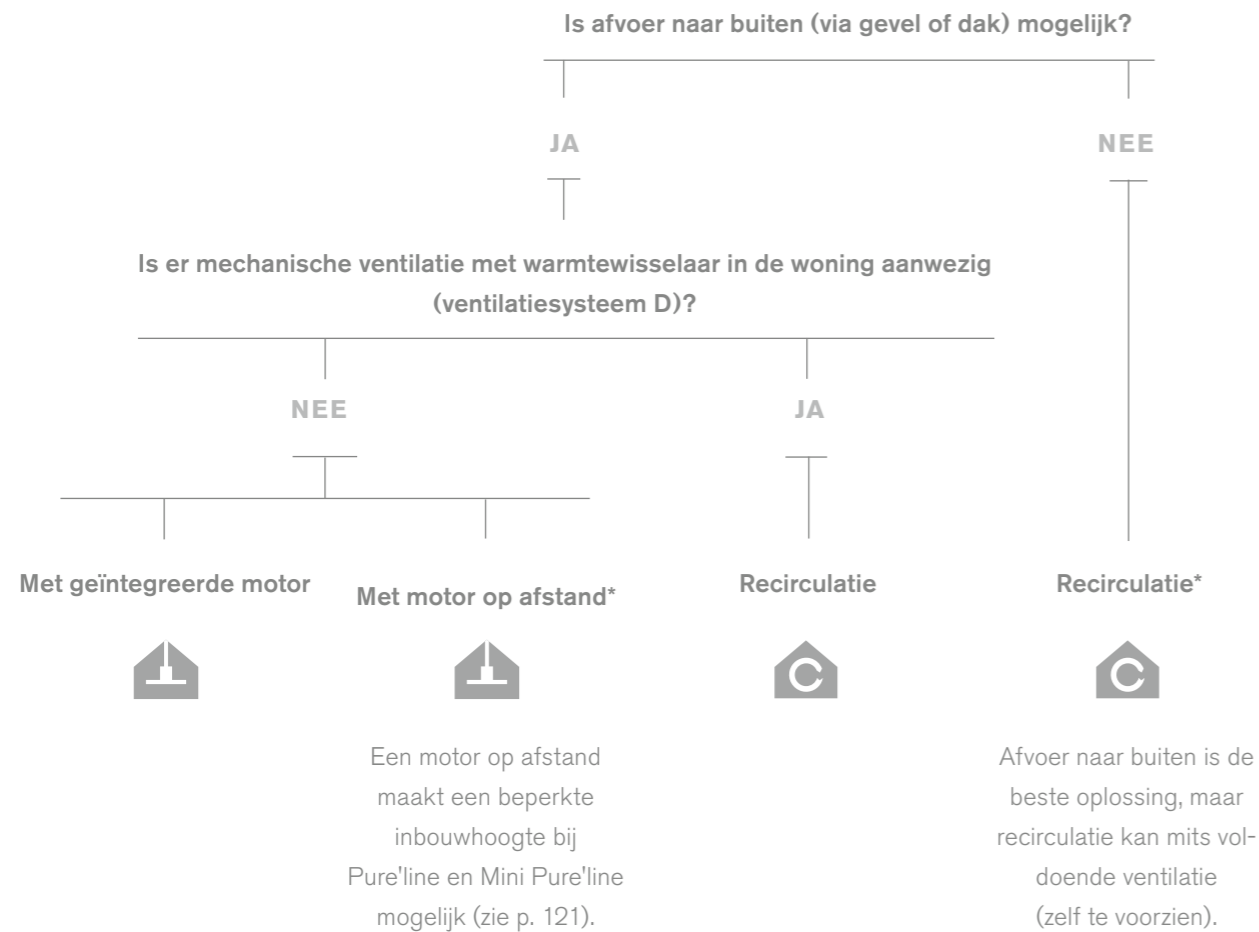 Is afvoer naar buiten (via gevel of dak) mogelijk?
JA
NEE
Is er mechanische ventilatie met warmtewisselaar in de woning aanwezig
(ventilatiesysteem D)?
NEE
JA
Met geïntegreerde motor
Met motor op afstand*
Een motor op afstand
maakt een beperkte
inbouwhoogte bij
Pure'line en Mini Pure'line
mogelijk (zie p. 121).
Recirculatie
Recirculatie*
Afvoer naar buiten is de
beste oplossing, maar
recirculatie kan mits vol-
doende ventilatie
(zelf te voorzien).